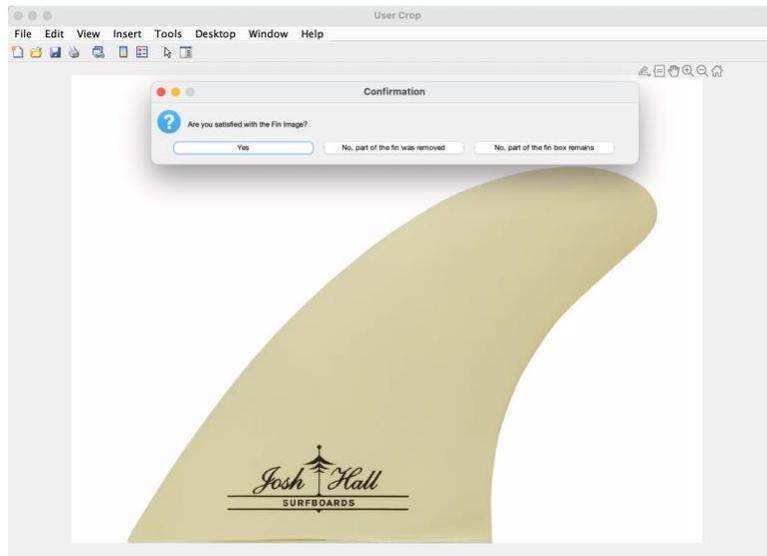 User Crop
File Edit View Insert Tools Desktop Window Help
Confirmation
Are you satisfied with the Fin Image?
Yes
No, part of the fin was removed
No, part of the fin box remains
Josh Hall
SURFBOARDS